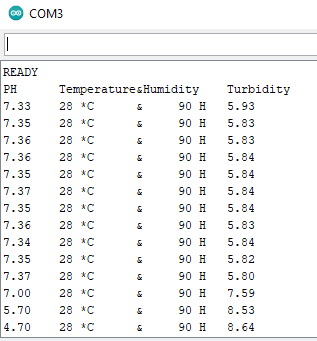 COM3
READY
PH Temperature&Humidity Turbidity
7.33 28 *C & 90 H 5.93
7.35 28 *C & 90 H 5.83
7.36 28 *C & 90 H 5.83
7.36 28 *C & 90 H 5.84
7.35 28 *C & 90 H 5.84
7.37 28 *C & 90 H 5.84
7.35 28 *C & 90 H 5.84
7.36 28 *C & 90 H 5.83
7.34 28 *C & 90 H 5.84
7.35 28 *C & 90 H 5.82
7.37 28 *C & 90 H 5.80
7.00 28 *C & 90 H 7.59
5.70 28 *C & 90 H 8.53
4.70 28 *C & 90 H 8.64